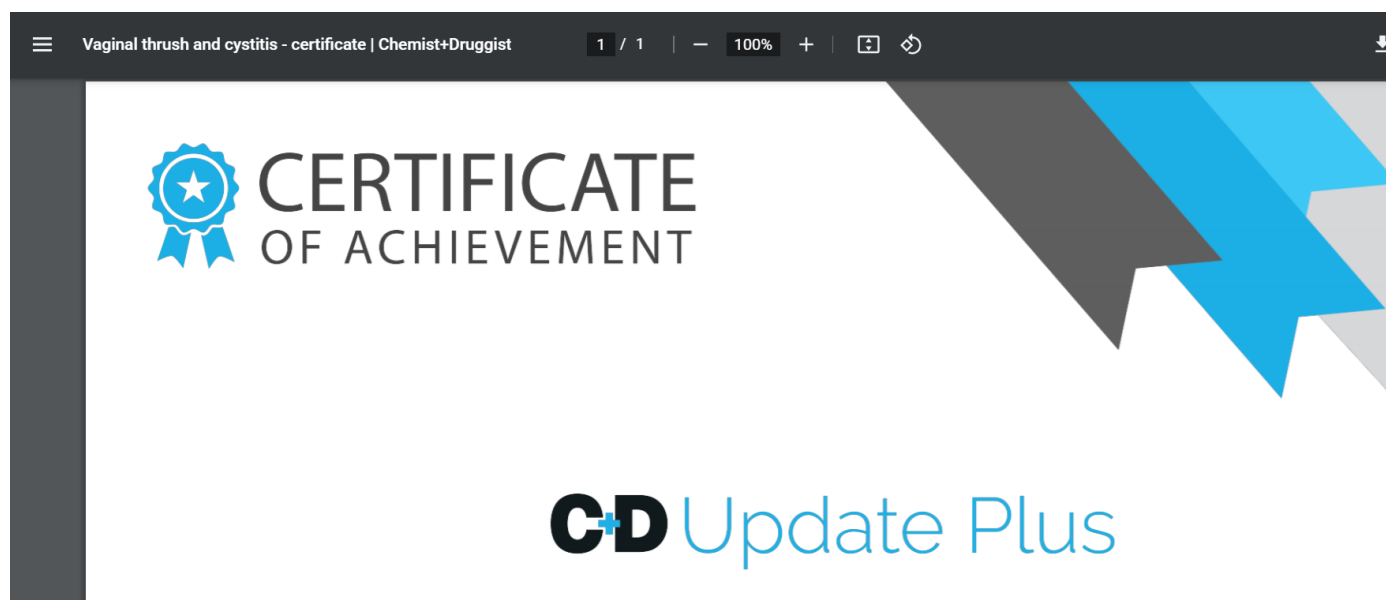 Vaginal thrush and cystitis - certificate | Chemist+Druggist 1 / 1 100%
CERTIFICATE
OF ACHIEVEMENT
C+D Update Plus